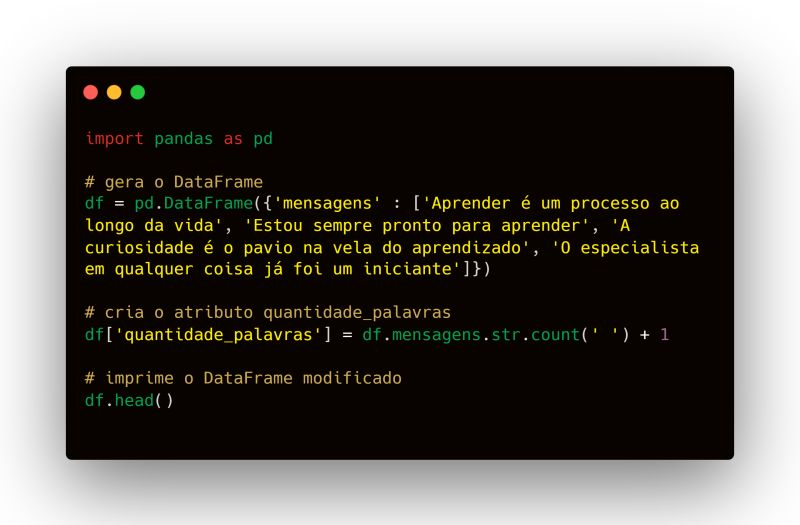 import pandas as pd
# gera o DataFrame
df = pd.DataFrame({'mensagens' : ['Aprender é um processo ao
longo da vida', 'Estou sempre pronto para aprender', 'A
curiosidade é o pavio na vela do aprendizado', 'O especialista
em qualquer coisa já foi um iniciante']})
# cria o atributo quantidade_palavras
df['quantidade_palavras'] = df.mensagens.str.count(' ') + 1
# imprime o DataFrame modificado
df.head()